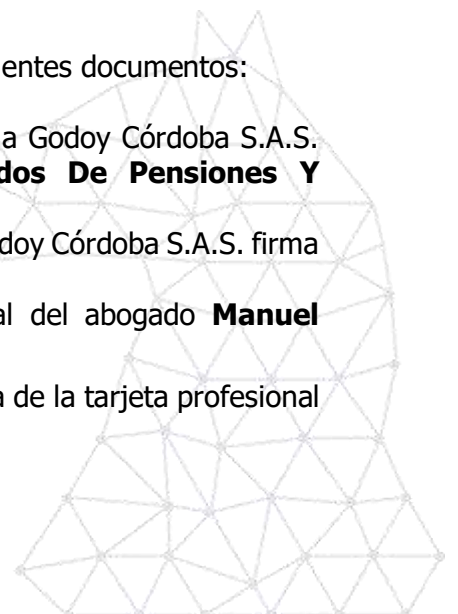 entes documentos:
a Godoy Córdoba S.A.S.
dos De Pensiones Y
doy Córdoba S.A.S. firma
al del abogado Manuel
a de la tarjeta profesional